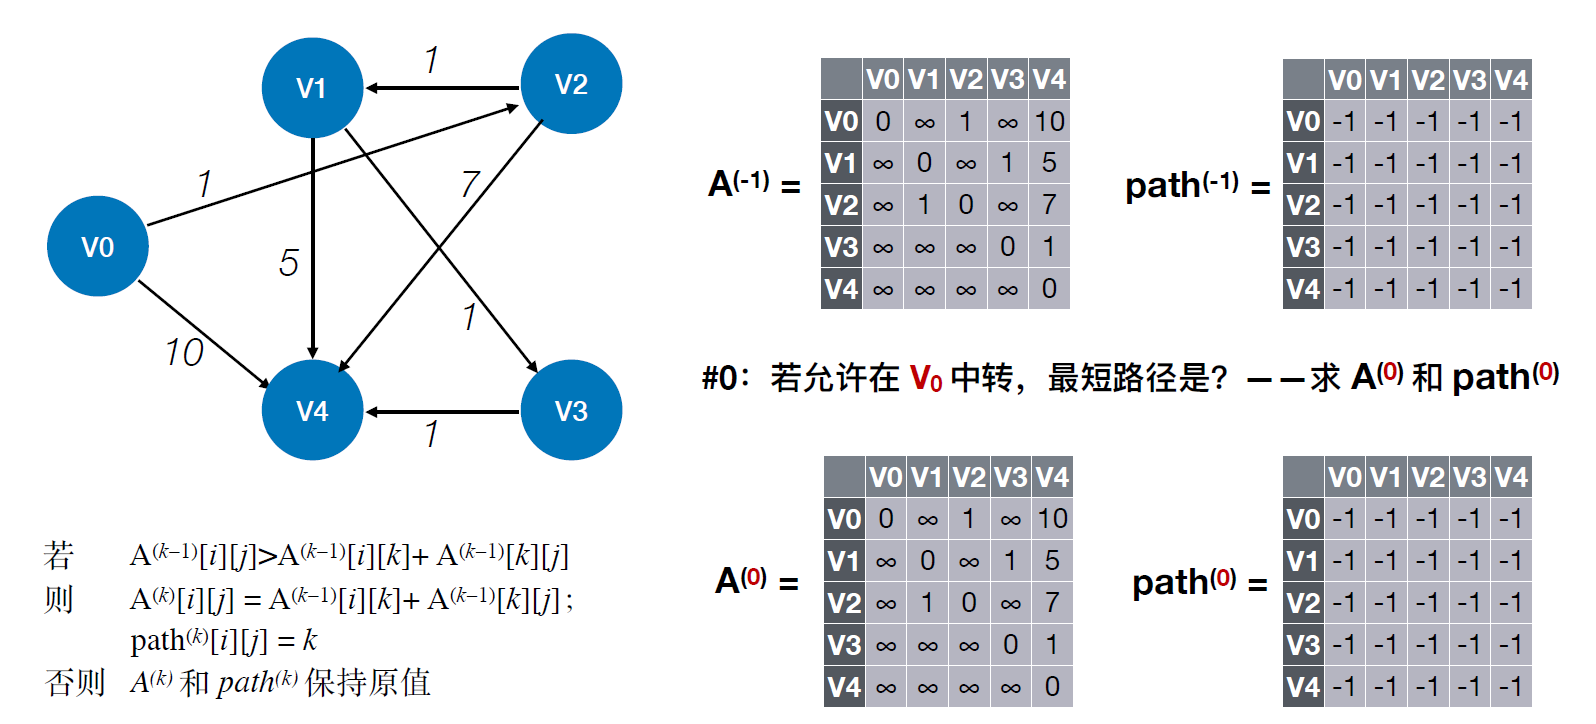 V1
V2
V0
V4
V3
1
1
7
5
1
10
1
A(-1) =
V0 V1 V2 V3 V4
V0 0 ∞ 1 ∞ 10
V1 ∞ 0 ∞ 1 5
V2 ∞ 1 0 ∞ 7
V3 ∞ ∞ ∞ 0 1
V4 ∞ ∞ ∞ ∞ 0
path(-1) =
V0 V1 V2 V3 V4
V0 -1 -1 -1 -1 -1
V1 -1 -1 -1 -1 -1
V2 -1 -1 -1 -1 -1
V3 -1 -1 -1 -1 -1
V4 -1 -1 -1 -1 -1
#0：若允许在 V0 中转，最短路径是？——求 A(0) 和 path(0)
A(0) =
V0 V1 V2 V3 V4
V0 0 ∞ 1 ∞ 10
V1 ∞ 0 ∞ 1 5
V2 ∞ 1 0 ∞ 7
V3 ∞ ∞ ∞ 0 1
V4 ∞ ∞ ∞ ∞ 0
path(0) =
V0 V1 V2 V3 V4
V0 -1 -1 -1 -1 -1
V1 -1 -1 -1 -1 -1
V2 -1 -1 -1 -1 -1
V3 -1 -1 -1 -1 -1
V4 -1 -1 -1 -1 -1
若 A(k−1)[i][j]>A(k−1)[i][k]+ A(k−1)[k][j]
则 A(k)[i][j] = A(k−1)[i][k]+ A(k−1)[k][j] ;
path(k)[i][j] = k
否则 A(k) 和 path(k) 保持原值